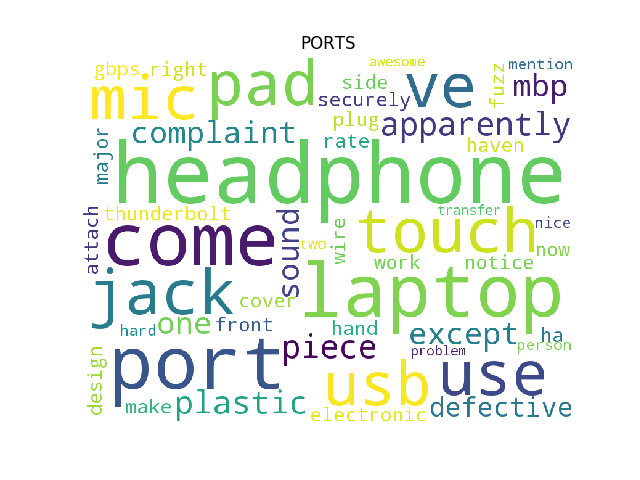 PORTS
awesome
gbps right pad ve mention
mic side securely mbp
fuzz
complaint plug apparently
major rate haven
headphone
attach thunderbolt transfer
come sound two wire touch nice
now
jack cover work notice
laptop
hard one front hand except ha
port piece problem person
design usb use
make plastic electronic defective